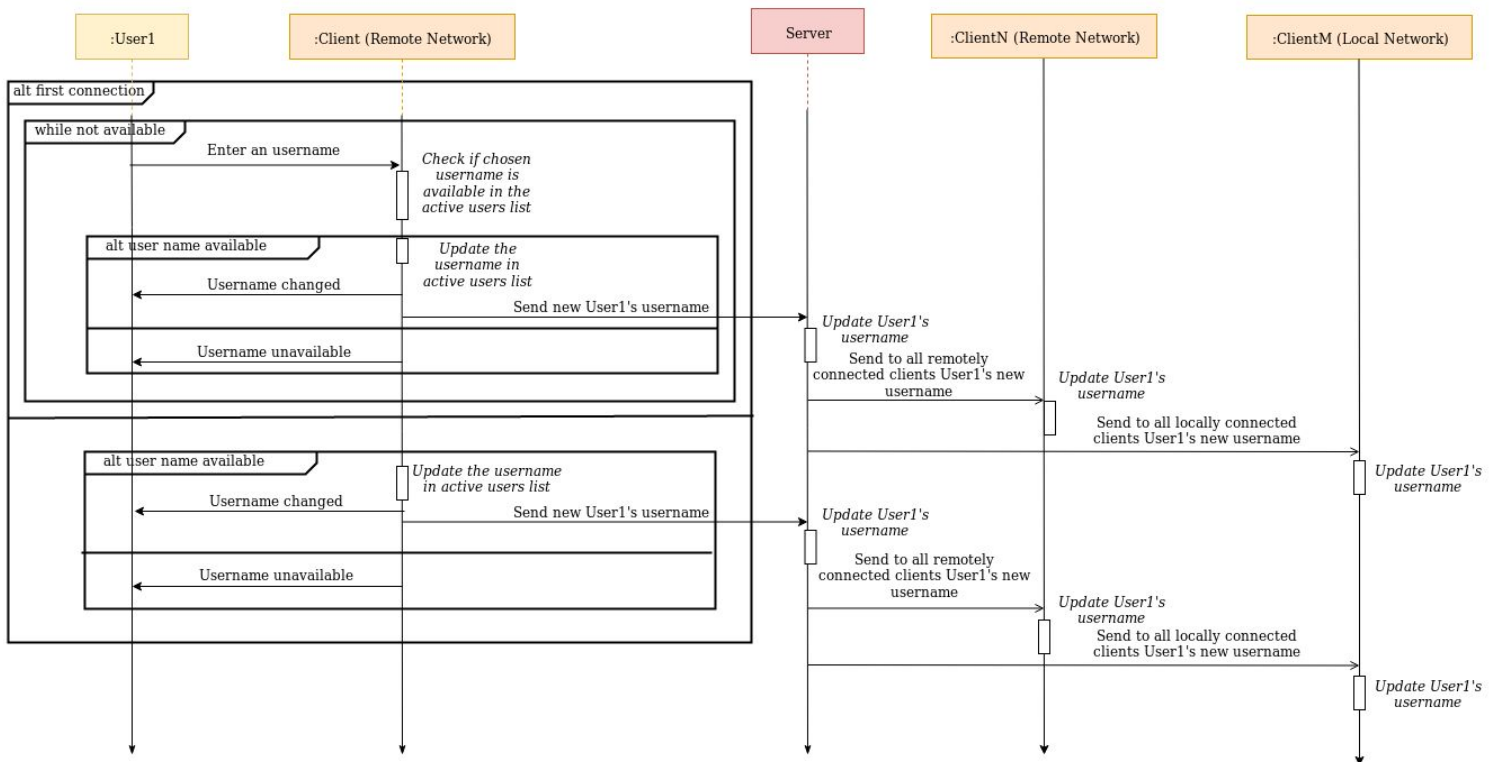 :User1
:Client (Remote Network)
Server
:ClientN (Remote Network)
:ClientM (Local Network)
alt first connection
while not available
Enter an username
Check if chosen
username is
available in the
active users list
alt user name available
Update the
username in
active users list
Username changed
Send new User1's username
Update User1's
username
Username unavailable
Send to all remotely
connected clients User1's new
username
Update User1's
username
Send to all locally connected
clients User1's new username
Update User1's
username
alt user name available
Update the username
in active users list
Username changed
Send new User1's username
Update User1's
username
Send to all remotely
connected clients User1's new
username
Username unavailable
Update User1's
username
Send to all locally connected
clients User1's new username
Update User1's
username